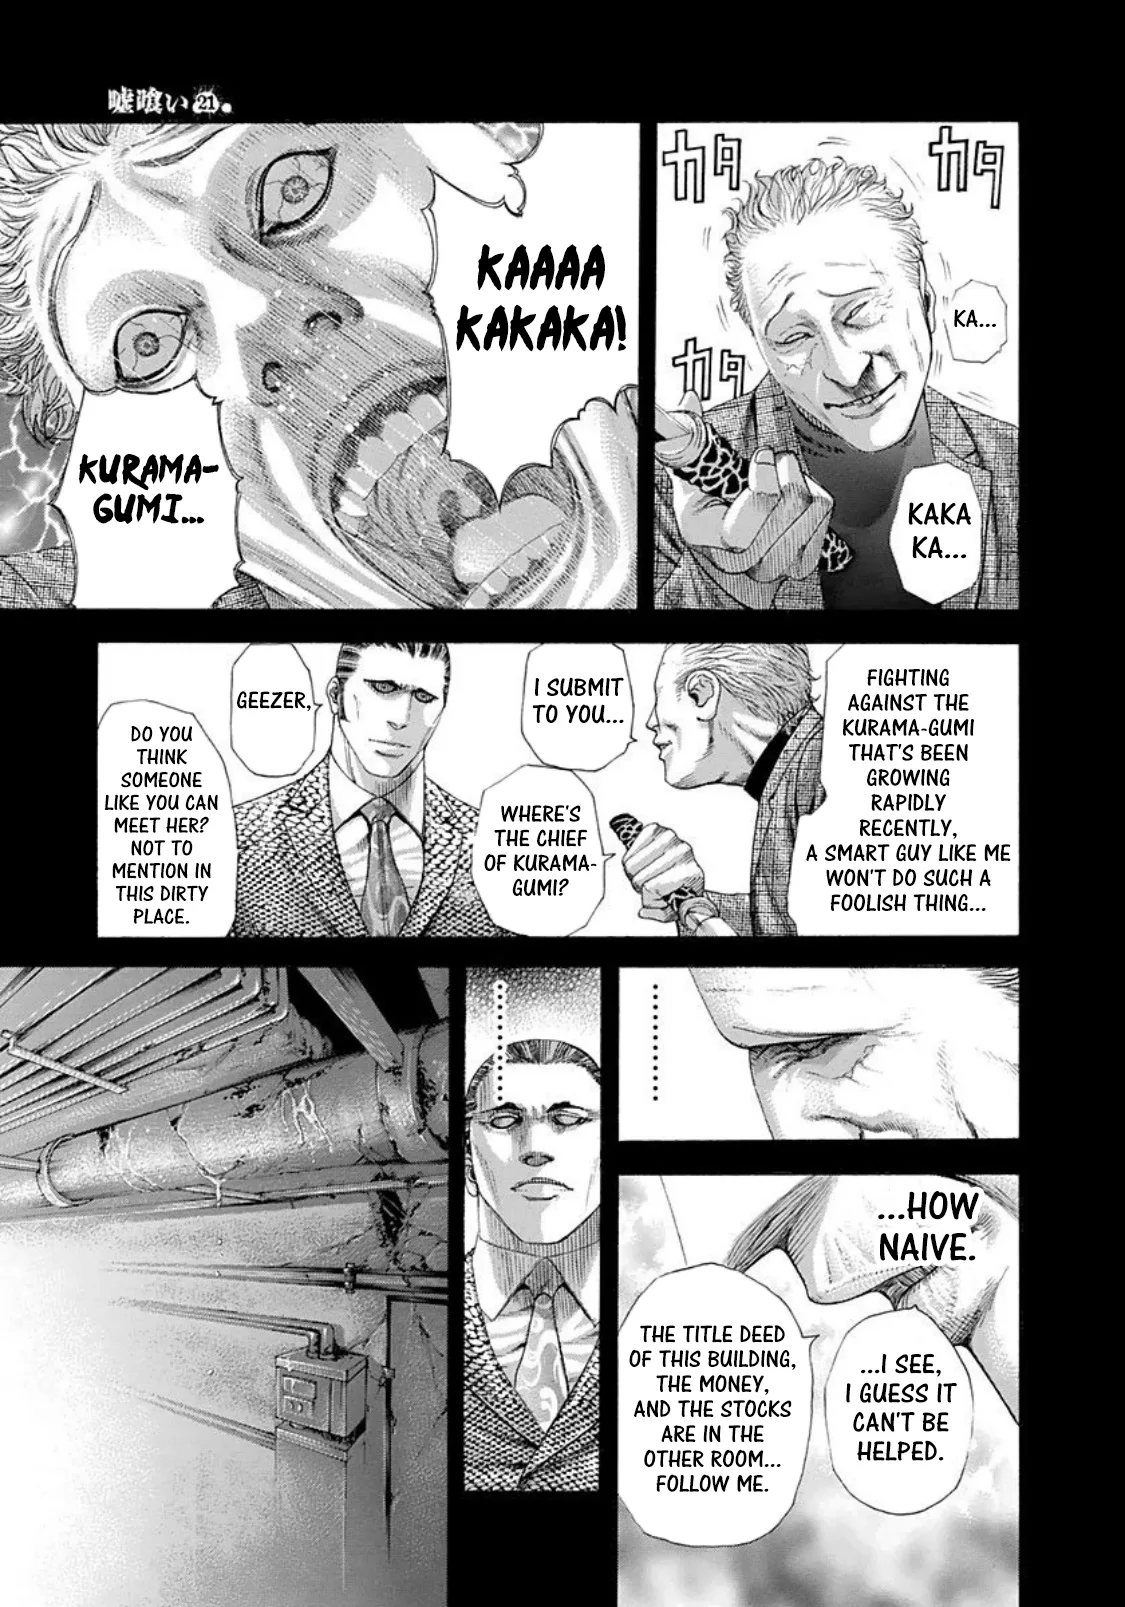 嘘喰い 21
カタ
カタ
カタ
KA...
KAKA
KA...
KAAAA
KAKAKA!
KURAMA-
GUMI...
FIGHTING
AGAINST THE
KURAMA-GUMI
THAT'S BEEN
GROWING
RAPIDLY
RECENTLY,
A SMART GUY LIKE ME
WON'T DO SUCH A
FOOLISH THING...
I SUBMIT
TO YOU...
WHERE'S
THE CHIEF
OF KURAMA-
GUMI?
GEEZER,
DO YOU
THINK
SOMEONE
LIKE YOU CAN
MEET HER?
NOT TO
MENTION IN
THIS DIRTY
PLACE.
...HOW
NAIVE.
...I SEE,
I GUESS IT
CAN'T BE
HELPED.
THE TITLE DEED
OF THIS BUILDING,
THE MONEY,
AND THE STOCKS
ARE IN THE
OTHER ROOM...
FOLLOW ME.